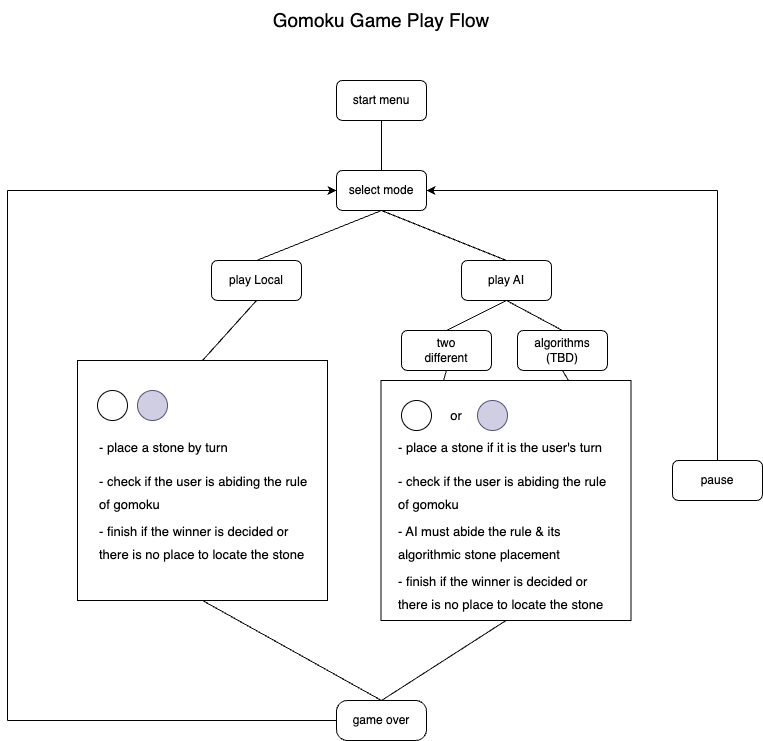 Gomoku Game Play Flow
start menu
select mode
play Local
play AI
two
different
algorithms
(TBD)
- place a stone by turn
- check if the user is abiding the rule
of gomoku
- finish if the winner is decided or
there is no place to locate the stone
or
- place a stone if it is the user's turn
- check if the user is abiding the rule
of gomoku
- AI must abide the rule & its
algorithmic stone placement
- finish if the winner is decided or
there is no place to locate the stone
pause
game over